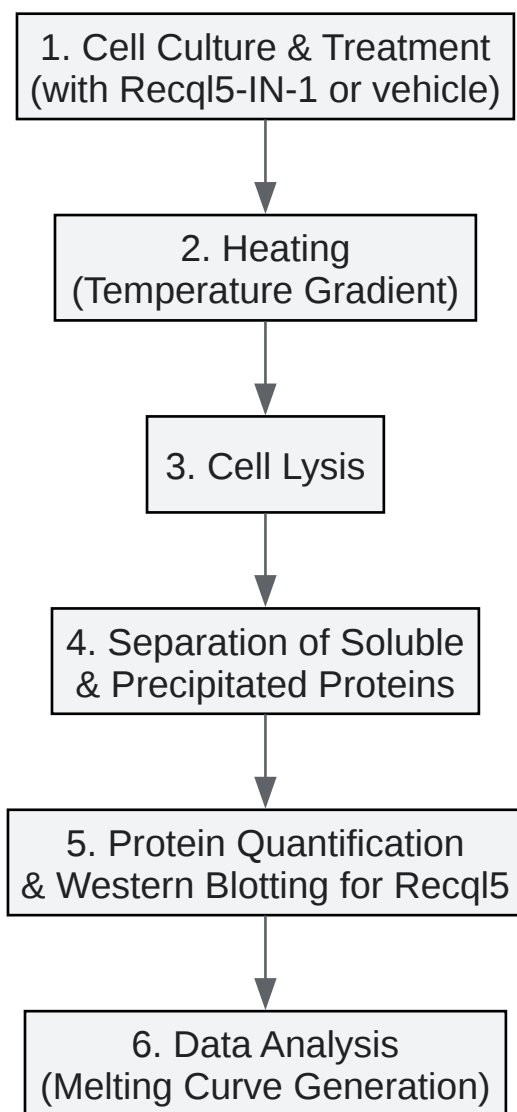 1. Cell Culture & Treatment
(with Recql5-IN-1 or vehicle)
2. Heating
(Temperature Gradient)
3. Cell Lysis
4. Separation of Soluble
& Precipitated Proteins
5. Protein Quantification
& Western Blotting for Recql5
6. Data Analysis
(Melting Curve Generation)